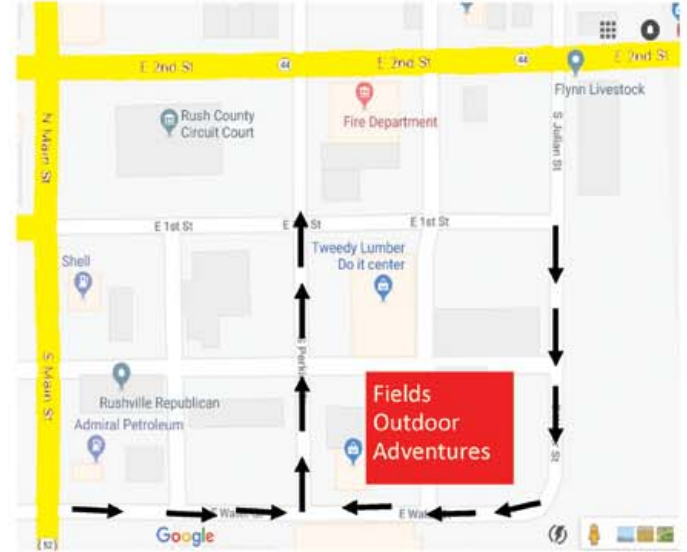 E 2nd St
44
E 2nd St
44
E 2nd St
Flynn Livestock
N Main St
Rush County
Circuit Court
Fire Department
S Julian St
E 1st St
E 1st St
Tweedy Lumber
Do it center
Shell
S Main St
Rushville Republican
Admiral Petroleum
Fields
Outdoor
Adventures
Google
52